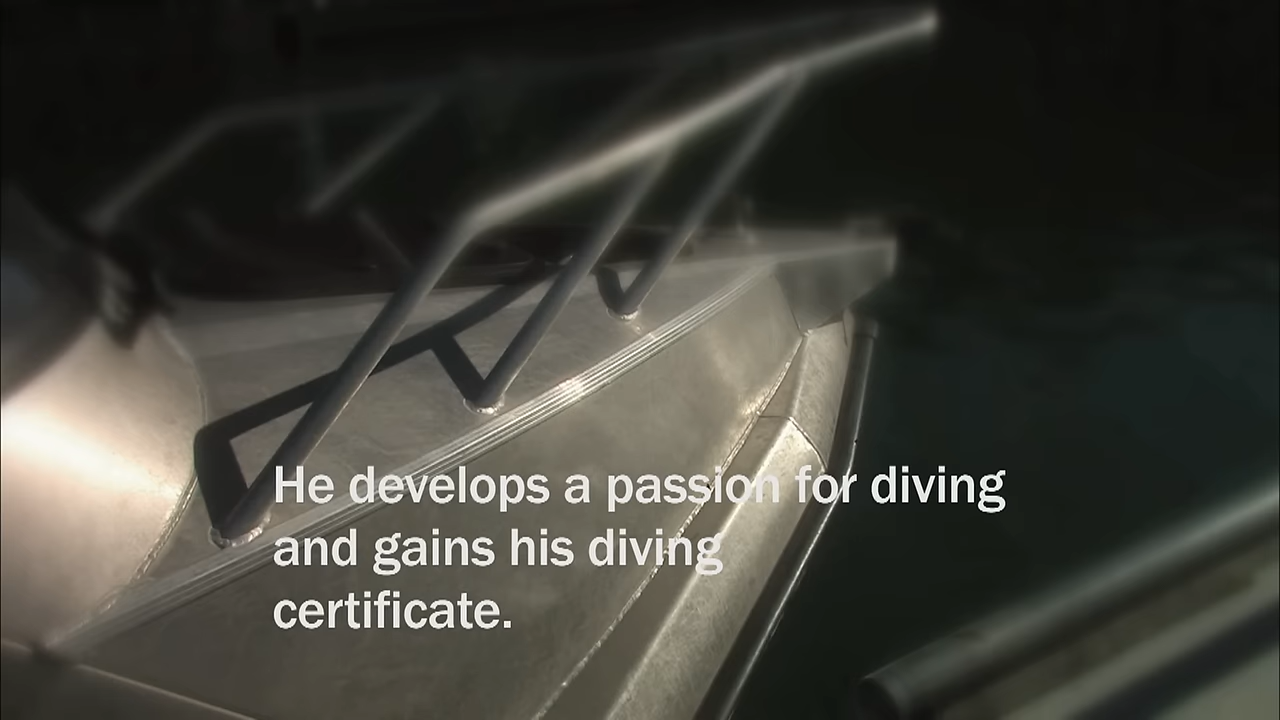 He develops a passion for diving
and gains his diving
certificate.